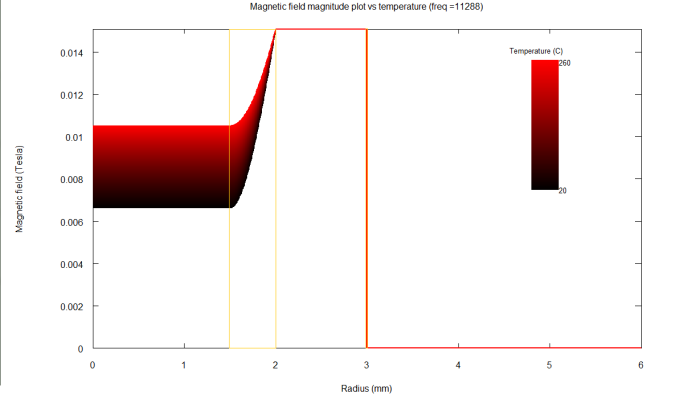 Magnetic field magnitude plot vs temperature (freq =11288)
Temperature (C)
260
20
Magnetic field (Tesla)
0.014
0.012
0.01
0.008
0.006
0.004
0.002
0
0 1 2 3 4 5 6
Radius (mm)